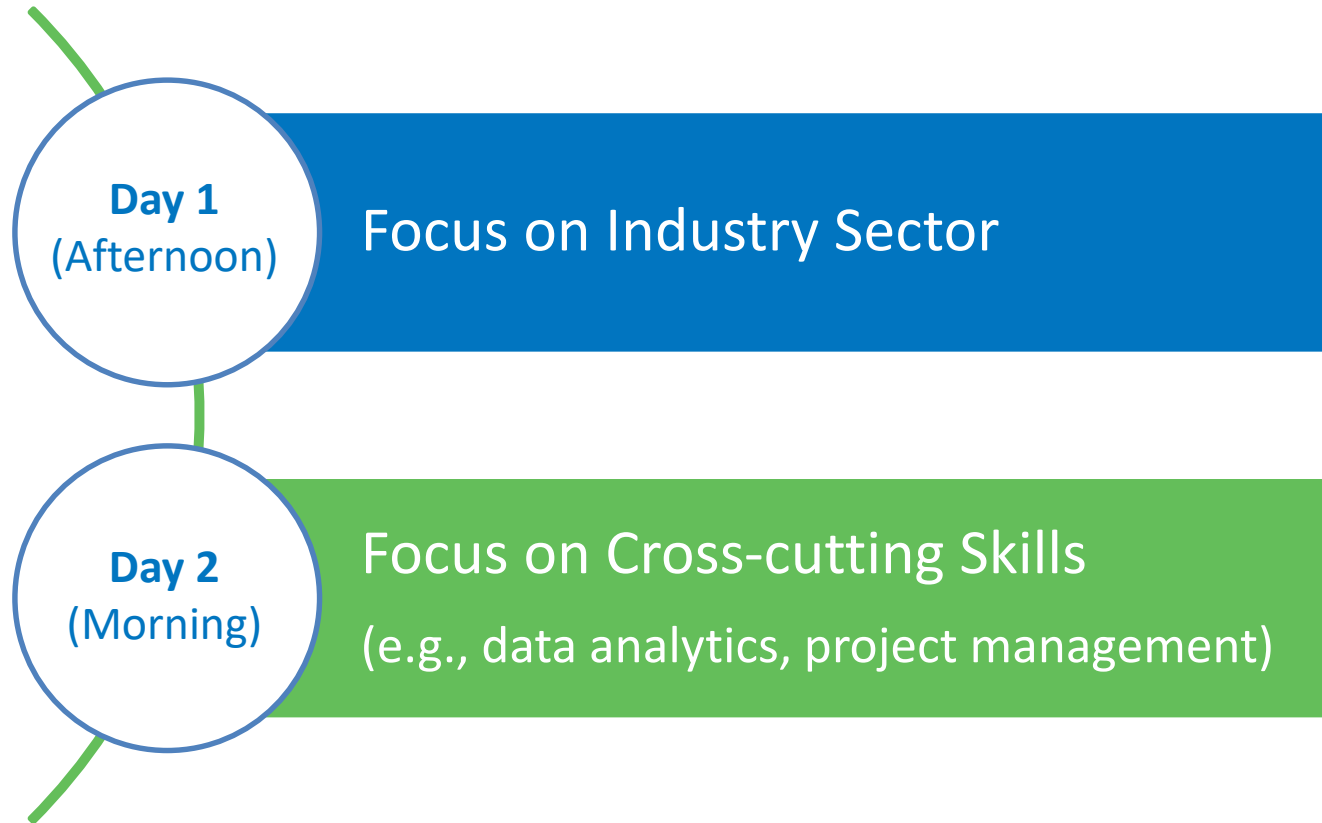 Day 1
(Afternoon)
Focus on Industry Sector
Day 2
(Morning)
Focus on Cross-cutting Skills
(e.g., data analytics, project management)